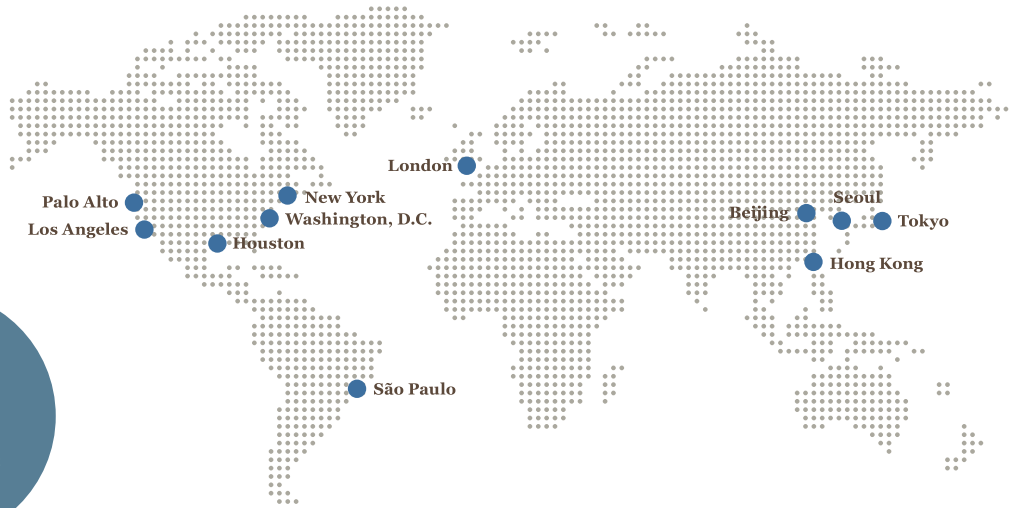 London
Palo Alto
New York
Seoul
Beijing
Washington, D.C.
Tokyo
Los Angeles
Houston
Hong Kong
São Paulo